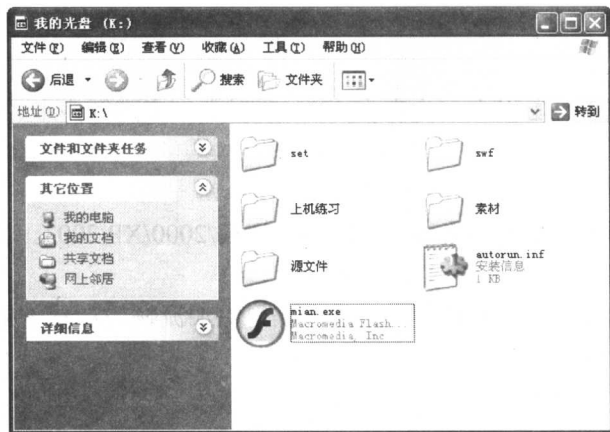 我的光盘 (K:)
文件(F) 编辑(E) 查看(V) 收藏(A) 工具(T) 帮助(H)
后退 搜索 文件夹
地址(D) K:\ 转到
文件和文件夹任务
其它位置
我的电脑
我的文档
共享文档
网上邻居
详细信息
set
swf
上机练习
素材
源文件
autorun.inf
安装信息
1 KB
mian.exe
Macromedia Flash...
Macromedia, Inc